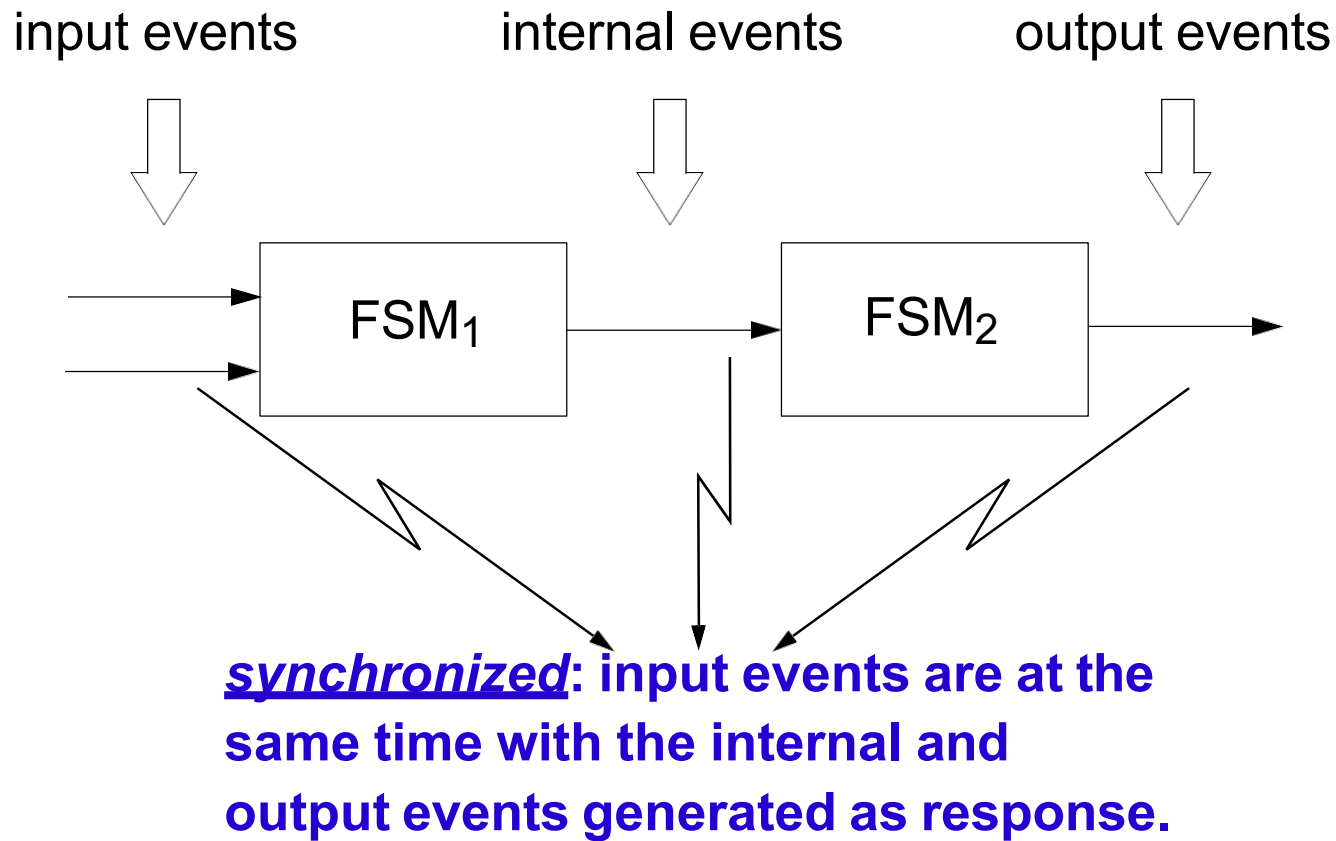 input events
internal events
output events
FSM1
FSM2
synchronized: input events are at the
same time with the internal and
output events generated as response.